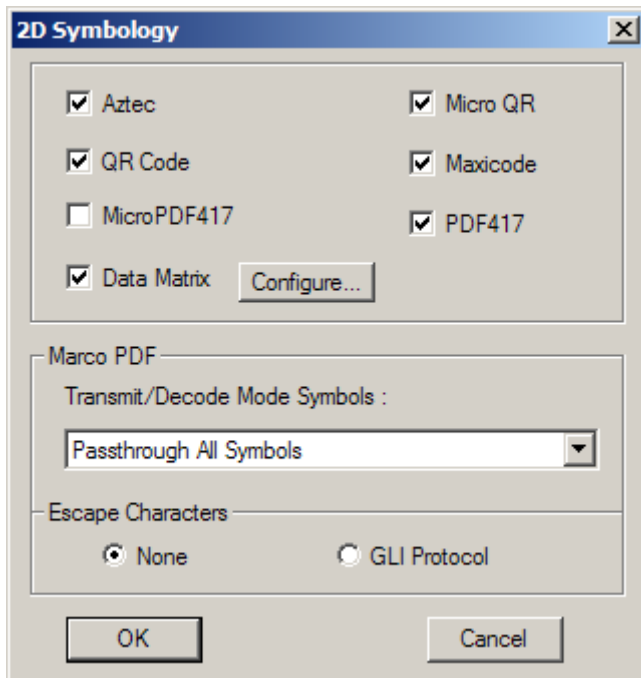 2D Symbology
Aztec
Micro QR
QR Code
Maxicode
MicroPDF417
PDF417
Data Matrix
Configure...
Marco PDF
Transmit/Decode Mode Symbols :
Passthrough All Symbols
Escape Characters
None
GLI Protocol
OK
Cancel